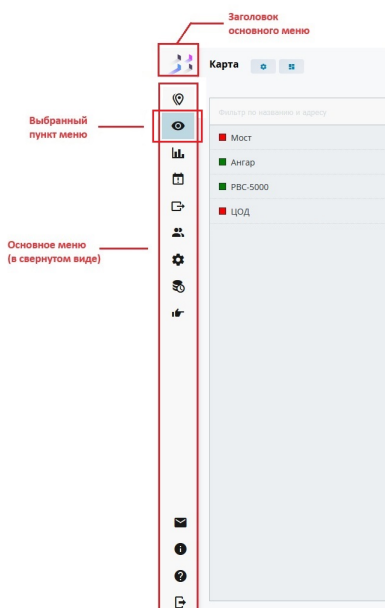 Заголовок
основного меню
Карта
Фильтр по названию и адресу
Выбранный
пункт меню
Мост
Ангар
РВС-5000
ЦОД
Основное меню
(в свернутом виде)